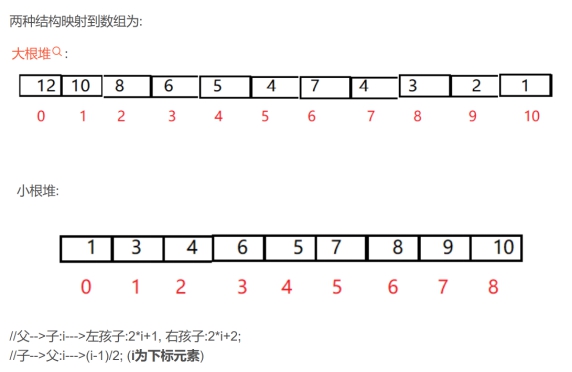 两种结构映射到数组为:
大根堆:
12 10 8 6 5 4 7 4 3 2 1
0 1 2 3 4 5 6 7 8 9 10
小根堆:
1 3 4 6 5 7 8 9 10
0 1 2 3 4 5 6 7 8
//父-->子:i--->左孩子:2*i+1, 右孩子:2*i+2;
//子-->父:i--->(i-1)/2; (i为下标元素)